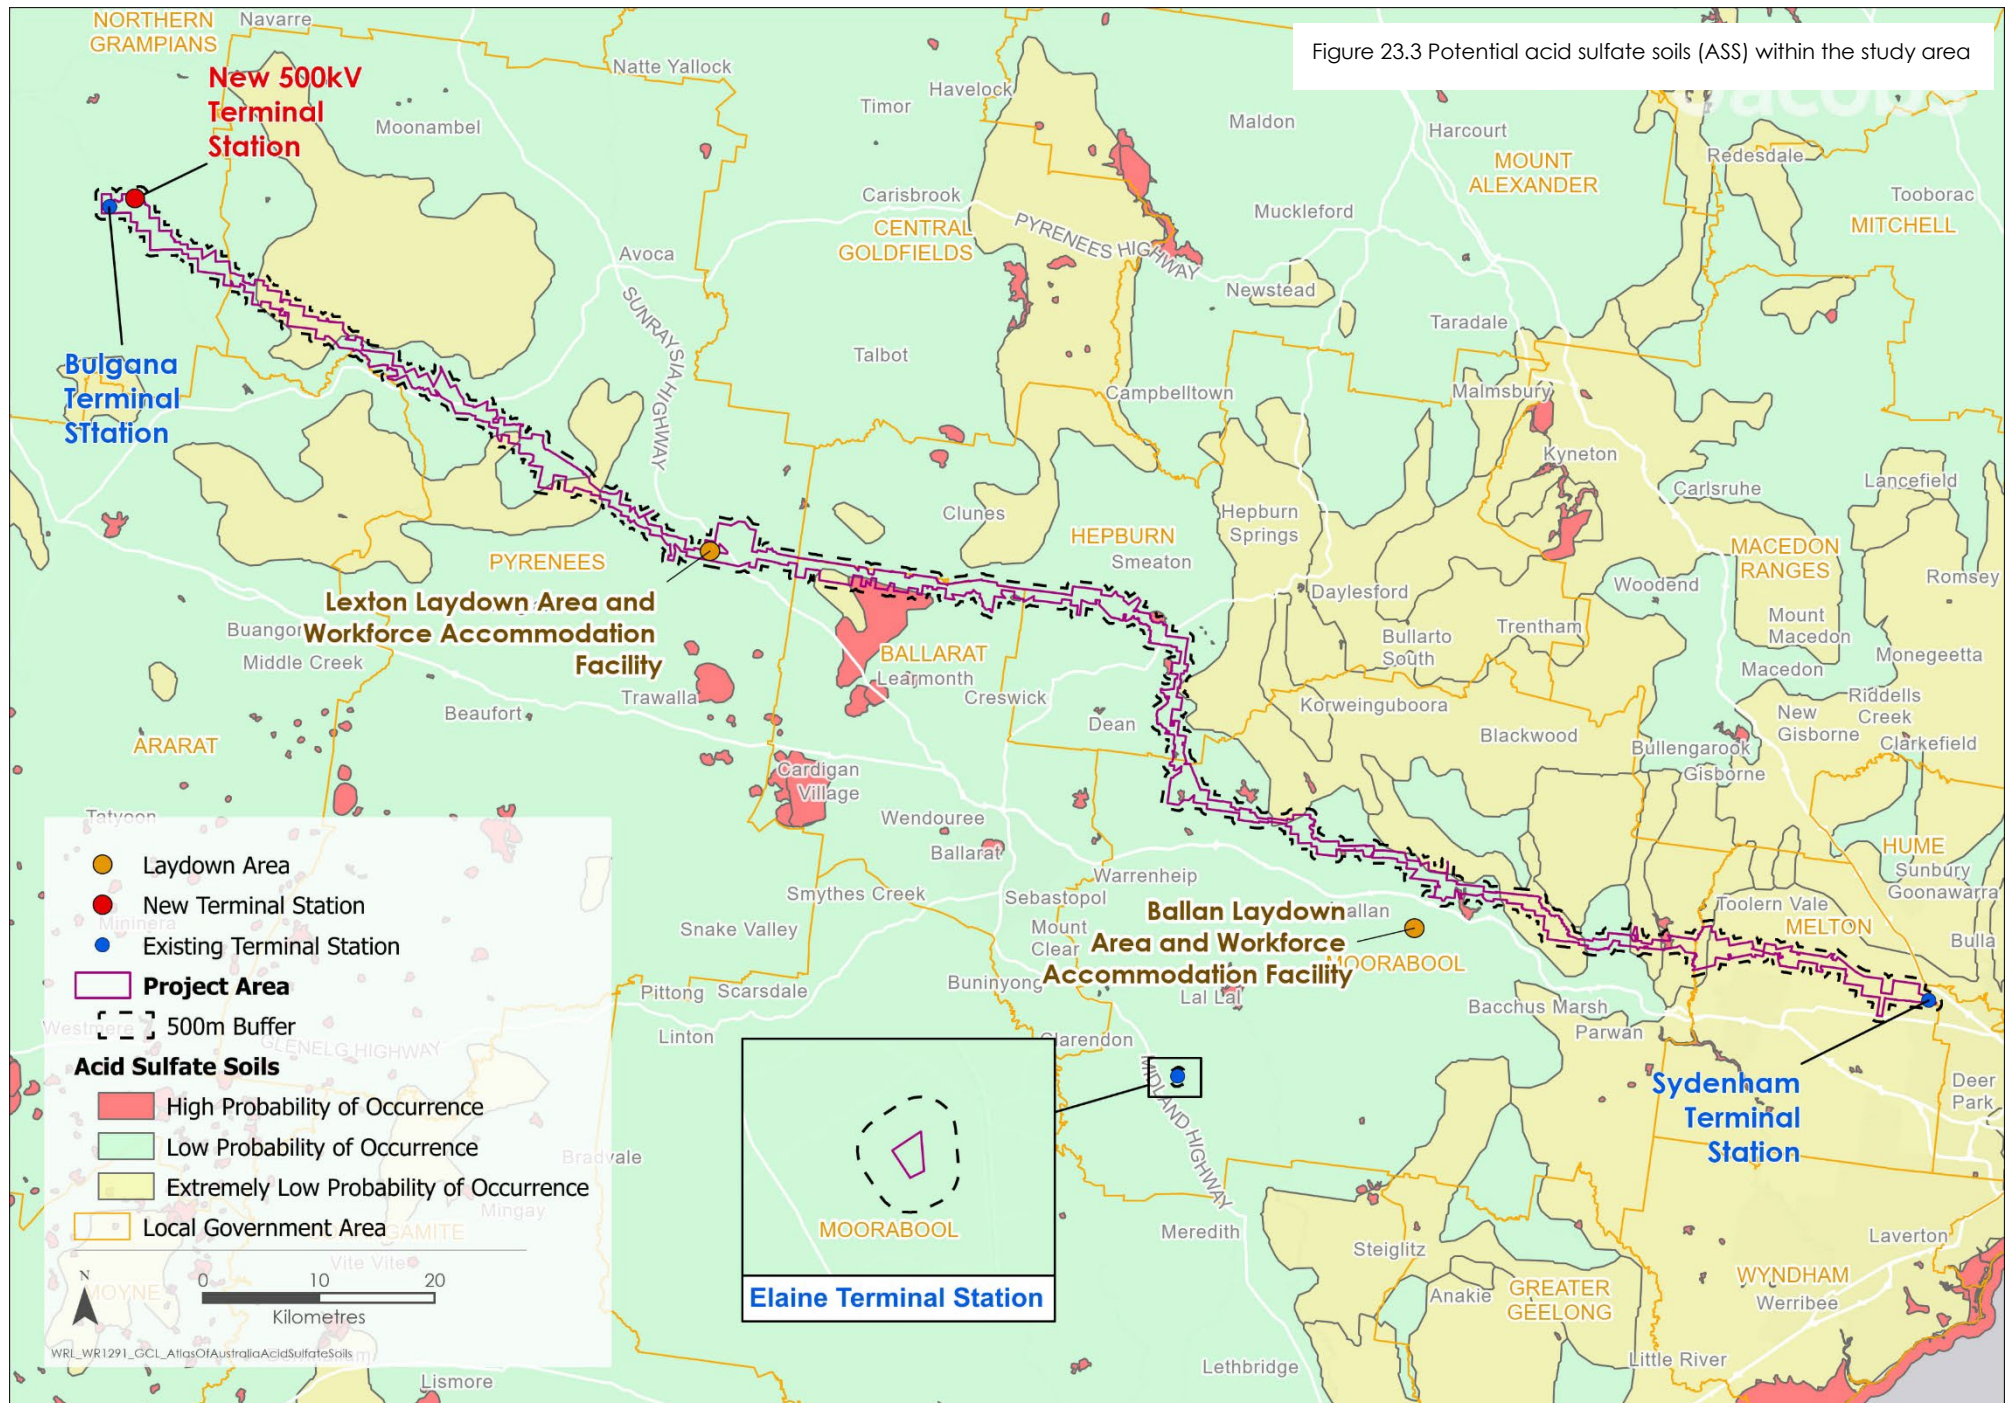 Figure 23.3 Potential acid sulfate soils (ASS) within the study area
NORTHERN
GRAMPIANS
Navarre
Natte Yallock
New 500kV
Terminal
Station
Moonambel
Timor
Havelock
Maldon
Harcourt
MOUNT
ALEXANDER
Redesdale
Tooborac
MITCHELL
Carisbrook
CENTRAL
GOLDFIELDS
PYRENEES HIGHWAY
Muckleford
Avoca
SUNRAYSIA HIGHWAY
Newstead
Taradale
Talbot
Campbelltown
Malmsbury
Bulgana
Terminal
STtation
Kyneton
Carlsruhe
Lancefield
Clunes
HEPBURN
Smeaton
Hepburn
Springs
PYRENEES
MACEDON
RANGES
Romsey
Woodend
Daylesford
Lexton Laydown Area and
Workforce Accommodation
Facility
Buangor
Middle Creek
Mount
Macedon
Trentham
Bullarto
South
BALLARAT
Learmonth
Creswick
Macedon
Monegeetta
Riddells
Creek
Trawalla
Beaufort
Dean
Korweinguboora
New
Gisborne
Clarkefield
ARARAT
Blackwood
Bullengarook
Gisborne
Cardigan
Village
Tatyoon
Wendouree
Ballarat
HUME
Sunbury
Goonawarra
Warrenheip
Smythes Creek
Sebastopol
Toolern Vale
MELTON
Bulla
Ballan Laydown
Area and Workforce
Accommodation Facility
allan
MOORABOOL
Mount
Clear
Snake Valley
Buninyong
Lal Lal
Pittong
Scarsdale
Linton
Bacchus Marsh
Parwan
Clarendon
MIDLAND HIGHWAY
Sydenham
Terminal
Station
Deer
Park
Laydown Area
New Terminal Station
Mininera
Existing Terminal Station
Project Area
500m Buffer
Westmere
GLENELG HIGHWAY
Acid Sulfate Soils
High Probability of Occurrence
Low Probability of Occurrence
Extremely Low Probability of Occurrence
Mingay
Local Government Area
Vite Vite
MOYNE
N
0 10 20
Kilometres
WRL_WR1291_GCL_AtlasOfAustraliaAcidSulfateSoils
Bradvale
Lismore
MOORABOOL
Elaine Terminal Station
Meredith
Steiglitz
Anakie
GREATER
GEELONG
WYNDHAM
Werribee
Laverton
Little River
Lethbridge